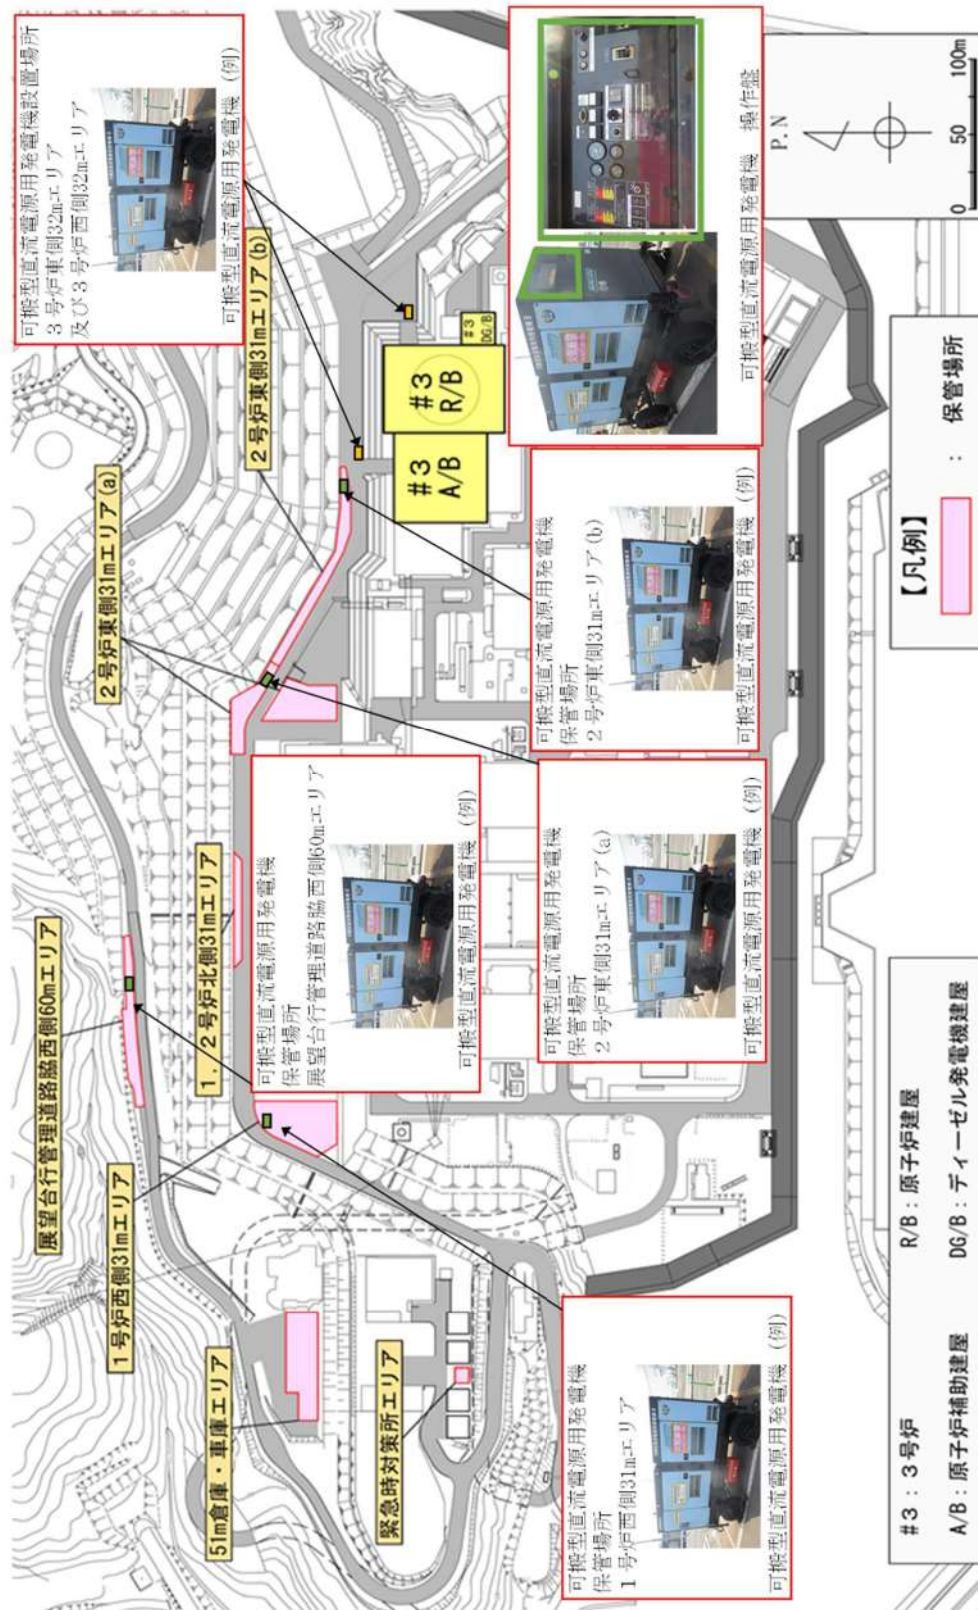 51m倉庫・車庫エリア
1号炉西側31mエリア
展望台行管理道路脇西側60mエリア
1，2号炉北側31mエリア
2号炉東側31mエリア(a)
2号炉東側31mエリア(b)
緊急時対策所エリア
可搬型直流電源用発電機設置場所
3号炉東側32mエリア
及び3号炉西側32mエリア
可搬型直流電源用発電機（例）
可搬型直流電源用発電機
保管場所
展望台行管理道路脇西側60mエリア
可搬型直流電源用発電機（例）
#3
A/B
#3
R/B
#3
DG/B
可搬型直流電源用発電機
保管場所
1号炉西側31mエリア
可搬型直流電源用発電機（例）
可搬型直流電源用発電機
保管場所
2号炉東側31mエリア(a)
可搬型直流電源用発電機（例）
可搬型直流電源用発電機
保管場所
2号炉東側31mエリア(b)
可搬型直流電源用発電機（例）
可搬型直流電源用発電機　操作盤
P.N
0 50 100m
#3：3号炉
R/B：原子炉建屋
A/B：原子炉補助建屋
DG/B：ディーゼル発電機建屋
【凡例】
：　保管場所